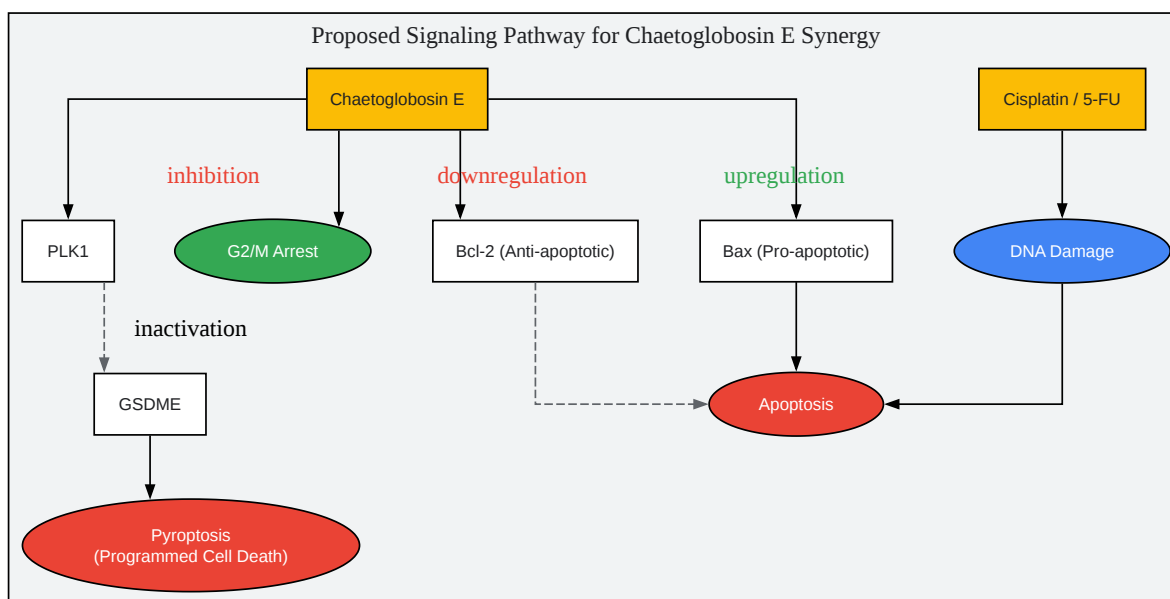 Proposed Signaling Pathway for Chaetoglobosin E Synergy
Chaetoglobosin E
Cisplatin / 5-FU
inhibition
downregulation
upregulation
PLK1
G2/M Arrest
Bcl-2 (Anti-apoptotic)
Bax (Pro-apoptotic)
DNA Damage
inactivation
GSDME
Apoptosis
Pyroptosis
(Programmed Cell Death)